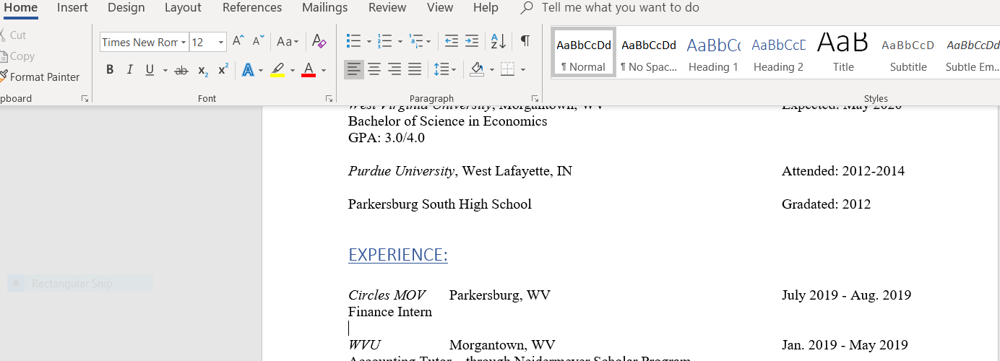 Home Insert Design Layout References Mailings Review View Help Tell me what you want to do
Cut
Copy
Format Painter
pboard
Times New Ror 12 Aa
B I U ab x₂ x² A A
Font
Paragraph
AaBbCcDd AaBbCcDd AaBbCc AaBbCcD AaB AaBbCcD AaBbCcDd
¶ Normal ¶ No Spac... Heading 1 Heading 2 Title Subtitle Subtle Em...
Styles
West Virginia University, Morgantown, WV Expected: May 2020
Bachelor of Science in Economics
GPA: 3.0/4.0
Purdue University, West Lafayette, IN Attended: 2012-2014
Parkersburg South High School Gradated: 2012
EXPERIENCE:
Rectangular Snip
Circles MOV Parkersburg, WV July 2019 - Aug. 2019
Finance Intern
WVU Morgantown, WV Jan. 2019 - May 2019
Accounting Tutor – through Neidermeyer Scholar Program